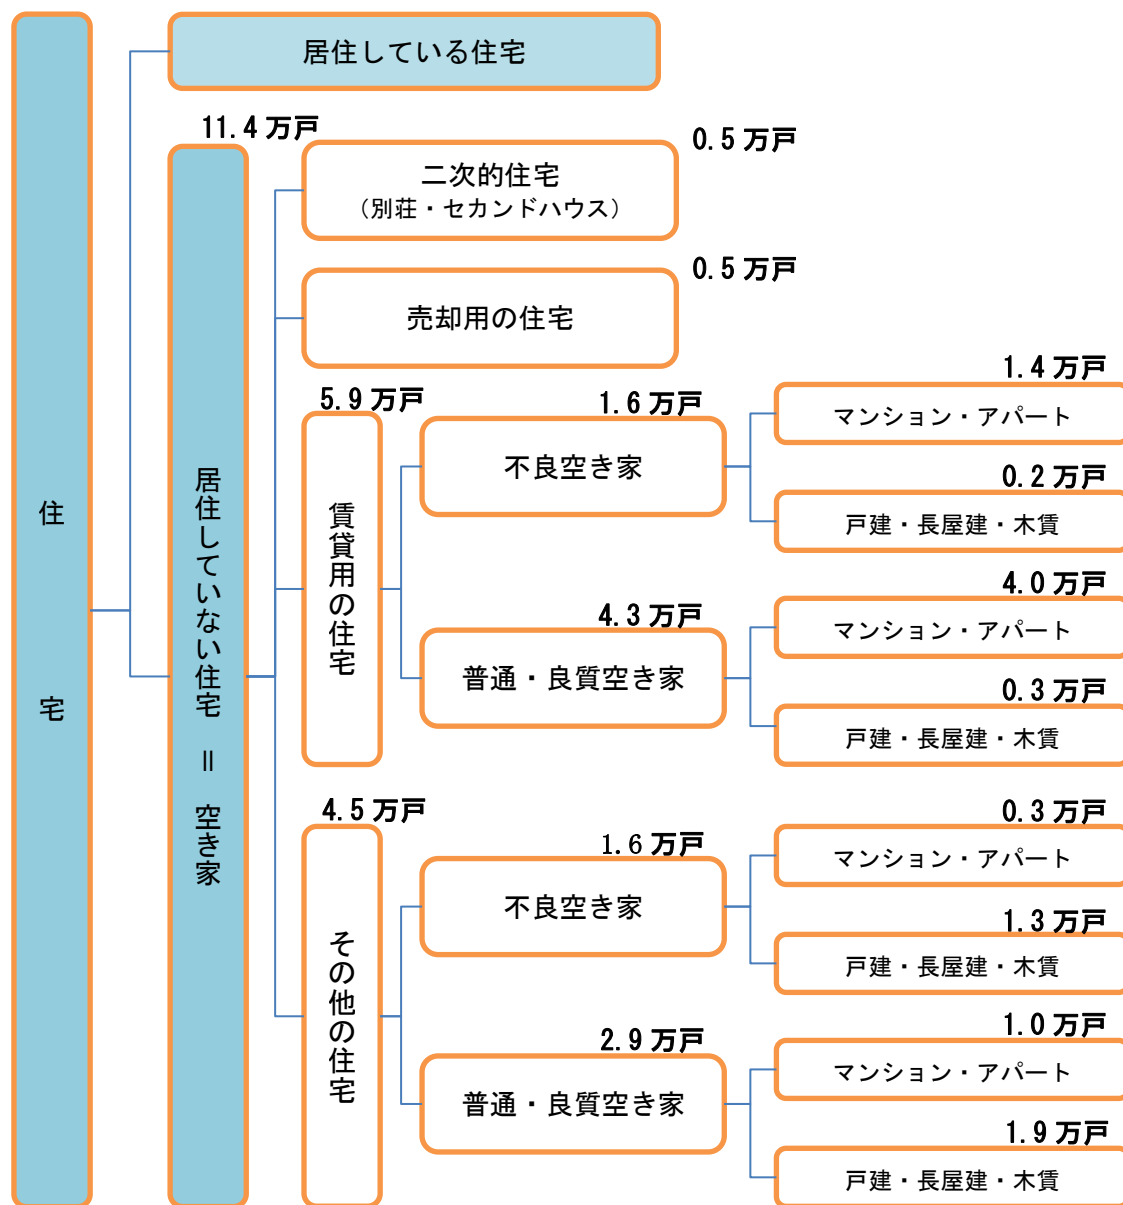 住宅
居住している住宅
11.4 万戸
居住していない住宅 ＝ 空き家
0.5 万戸
二次的住宅
（別荘・セカンドハウス）
0.5 万戸
売却用の住宅
5.9 万戸
賃貸用の住宅
1.6 万戸
不良空き家
1.4 万戸
マンション・アパート
0.2 万戸
戸建・長屋建・木賃
4.3 万戸
普通・良質空き家
4.0 万戸
マンション・アパート
0.3 万戸
戸建・長屋建・木賃
4.5 万戸
その他の住宅
1.6 万戸
不良空き家
0.3 万戸
マンション・アパート
1.3 万戸
戸建・長屋建・木賃
2.9 万戸
普通・良質空き家
1.0 万戸
マンション・アパート
1.9 万戸
戸建・長屋建・木賃